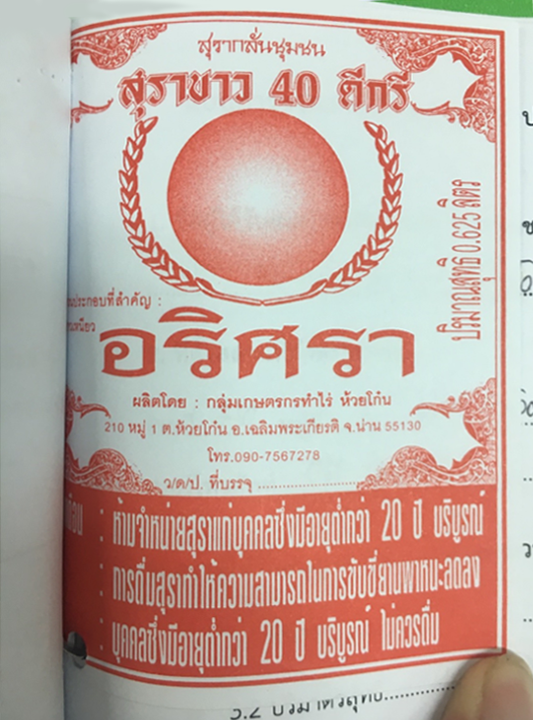 สุรากลั่นชุมชน
สุราขาว 40 ดีกรี
ปริมาณสุทธิ 0.625 ลิตร
ประกอบที่สำคัญ :
เหนียว
อริศรา
ผลิตโดย : กลุ่มเกษตรกรทำไร่ ห้วยโก๋น
210 หมู่ 1 ต.ห้วยโก๋น อ.เฉลิมพระเกียรติ จ.น่าน 55130
โทร.090-7567278
ว/ด/ป. ที่บรรจุ ........................
: ห้ามจำหน่ายสุราแก่บุคคลซึ่งมีอายุต่ำกว่า 20 ปี บริบูรณ์
: การดื่มสุราทำให้ความสามารถในการขับขี่ยานพาหนะลดลง
: บุคคลซึ่งมีอายุต่ำกว่า 20 ปี บริบูรณ์ ไม่ควรดื่ม